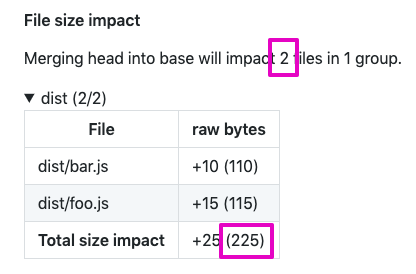 File size impact
Merging head into base will impact 2 files in 1 group.
▼ dist (2/2)
File raw bytes
dist/bar.js +10 (110)
dist/foo.js +15 (115)
Total size impact +25 (225)